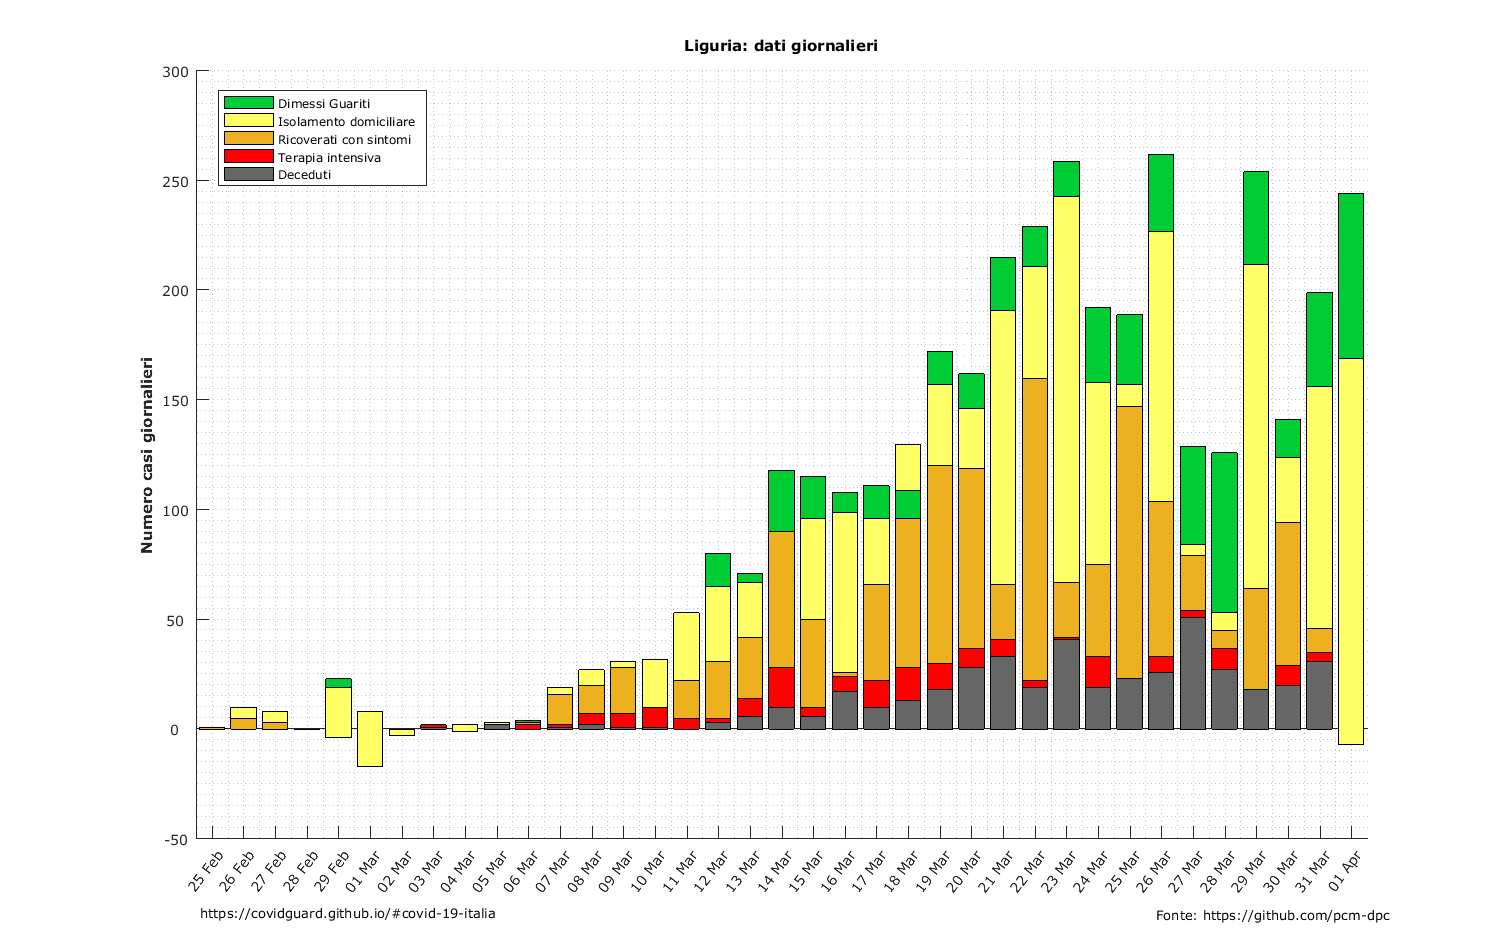 Liguria: dati giornalieri
300
250
200
150
100
50
0
-50
Numero casi giornalieri
Dimessi Guariti
Isolamento domiciliare
Ricoverati con sintomi
Terapia intensiva
Deceduti
25 Feb
26 Feb
27 Feb
28 Feb
29 Feb
01 Mar
02 Mar
03 Mar
04 Mar
05 Mar
06 Mar
07 Mar
08 Mar
09 Mar
10 Mar
11 Mar
12 Mar
13 Mar
14 Mar
15 Mar
16 Mar
17 Mar
18 Mar
19 Mar
20 Mar
21 Mar
22 Mar
23 Mar
24 Mar
25 Mar
26 Mar
27 Mar
28 Mar
29 Mar
30 Mar
31 Mar
01 Apr
https://covidguard.github.io/#covid-19-italia
Fonte: https://github.com/pcm-dpc